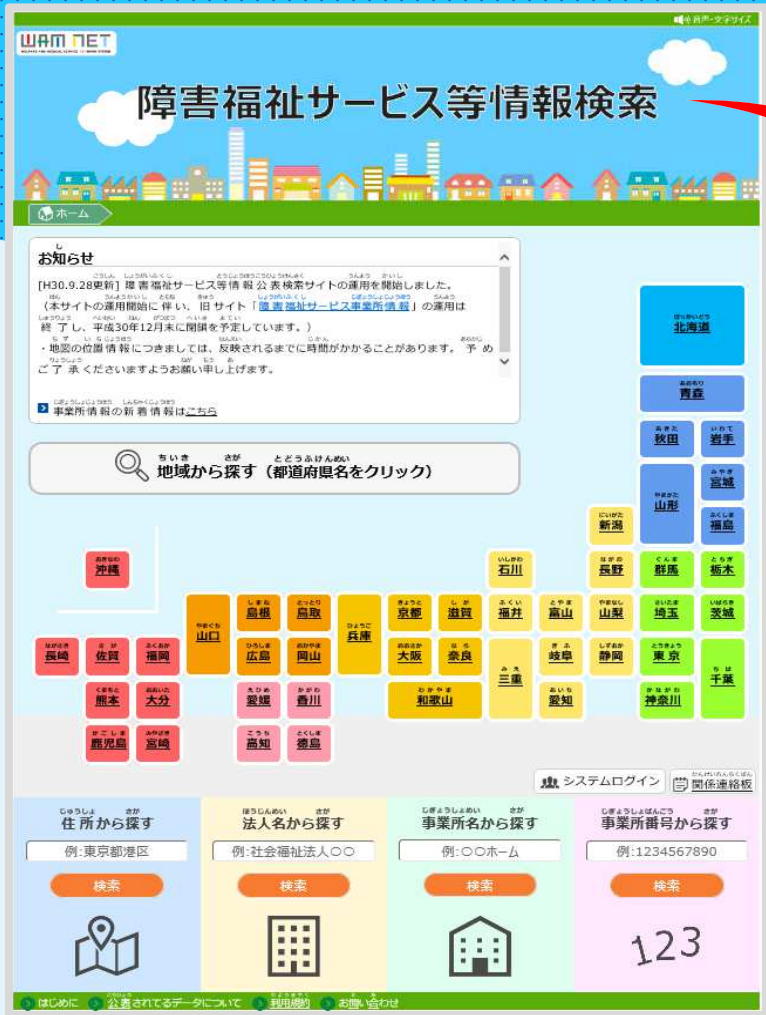 音声・文字サイズ
WAM NET
障害福祉サービス等情報検索
ホーム
お知らせ
[H30.9.28更新] 障害福祉サービス等情報公表検索サイトの運用を開始しました。
（本サイトの運用開始に伴い、旧サイト「障害福祉サービス事業所情報」の運用は
終了し、平成30年12月末に閉鎖を予定しています。）
・地図の位置情報につきましては、反映されるまでに時間がかかることがあります。 予め
ご了承くださいますようお願い申し上げます。
事業所情報の新着情報はこちら
地域から探す（都道府県名をクリック）
北海道
青森
秋田 岩手
山形 宮城
新潟 福島
沖縄 石川 長野 群馬 栃木
山口 島根 鳥取 兵庫 京都 滋賀 福井 富山 山梨 埼玉 茨城
長崎 佐賀 福岡 広島 岡山 大阪 奈良 三重 岐阜 静岡 東京 千葉
熊本 大分 愛媛 香川 和歌山 愛知 神奈川
鹿児島 宮崎 高知 徳島
システムログイン 関係連絡板
住所から探す 法人名から探す 事業所名から探す 事業所番号から探す
例:東京都港区 例:社会福祉法人〇〇 例:〇〇ホーム 例:1234567890
検索 検索 検索 検索
123
はじめに 公表されてるデータについて 利用規約 お問い合わせ